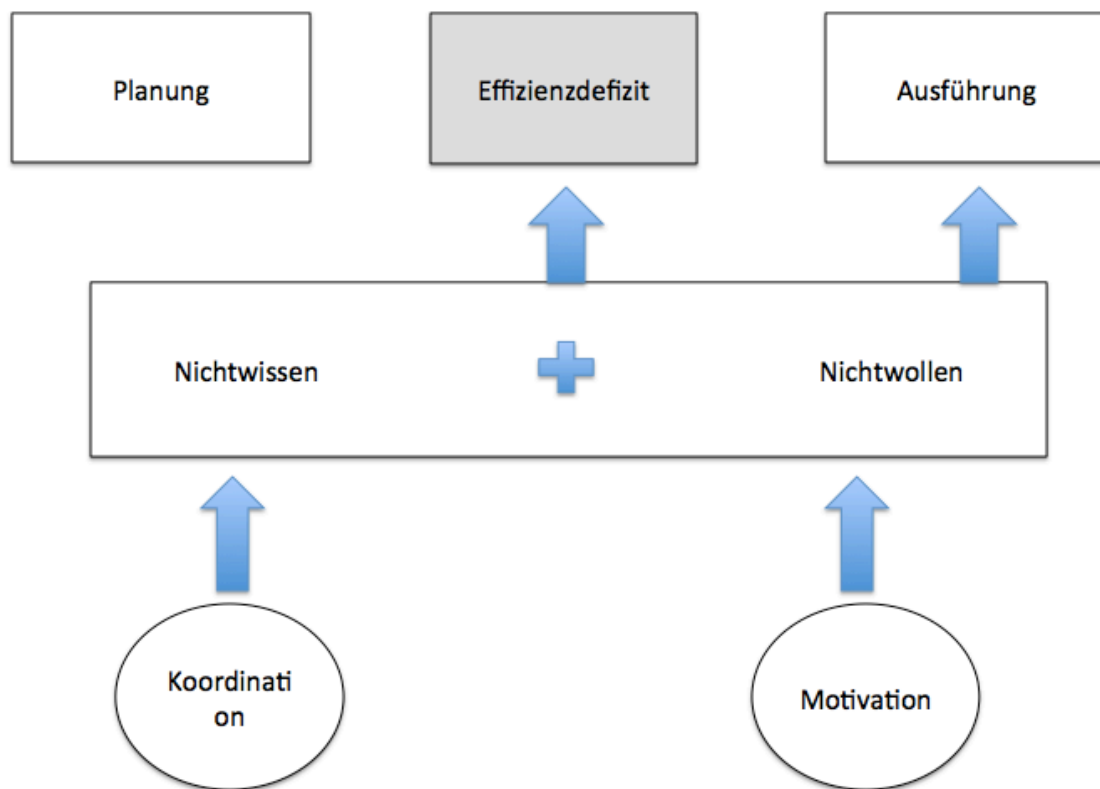 Planung
Effizienzdefizit
Ausführung
Nichtwissen
Nichtwollen
Koordinati
on
Motivation